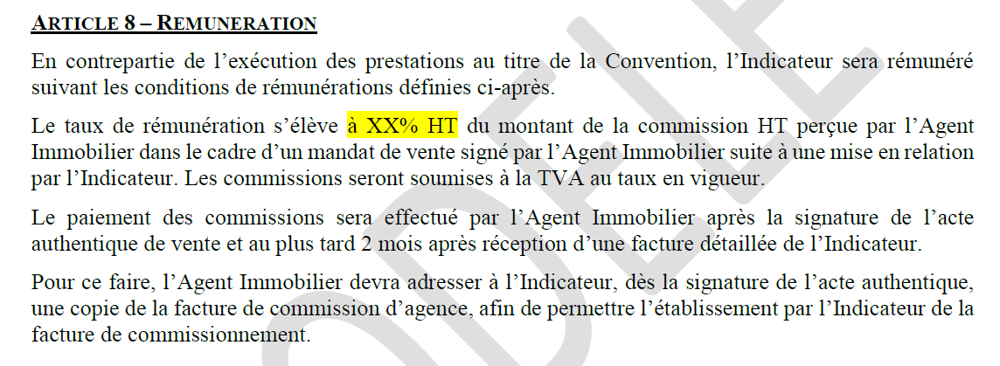 ARTICLE 8 – REMUNERATION
En contrepartie de l’exécution des prestations au titre de la Convention, l’Indicateur sera rémunéré
suivant les conditions de rémunérations définies ci-après.
Le taux de rémunération s’élève à XX% HT du montant de la commission HT perçue par l’Agent
Immobilier dans le cadre d’un mandat de vente signé par l’Agent Immobilier suite à une mise en relation
par l’Indicateur. Les commissions seront soumises à la TVA au taux en vigueur.
Le paiement des commissions sera effectué par l’Agent Immobilier après la signature de l’acte
authentique de vente et au plus tard 2 mois après réception d’une facture détaillée de l’Indicateur.
Pour ce faire, l’Agent Immobilier devra adresser à l’Indicateur, dès la signature de l’acte authentique,
une copie de la facture de commission d’agence, afin de permettre l’établissement par l’Indicateur de la
facture de commissionnement.
ODELE